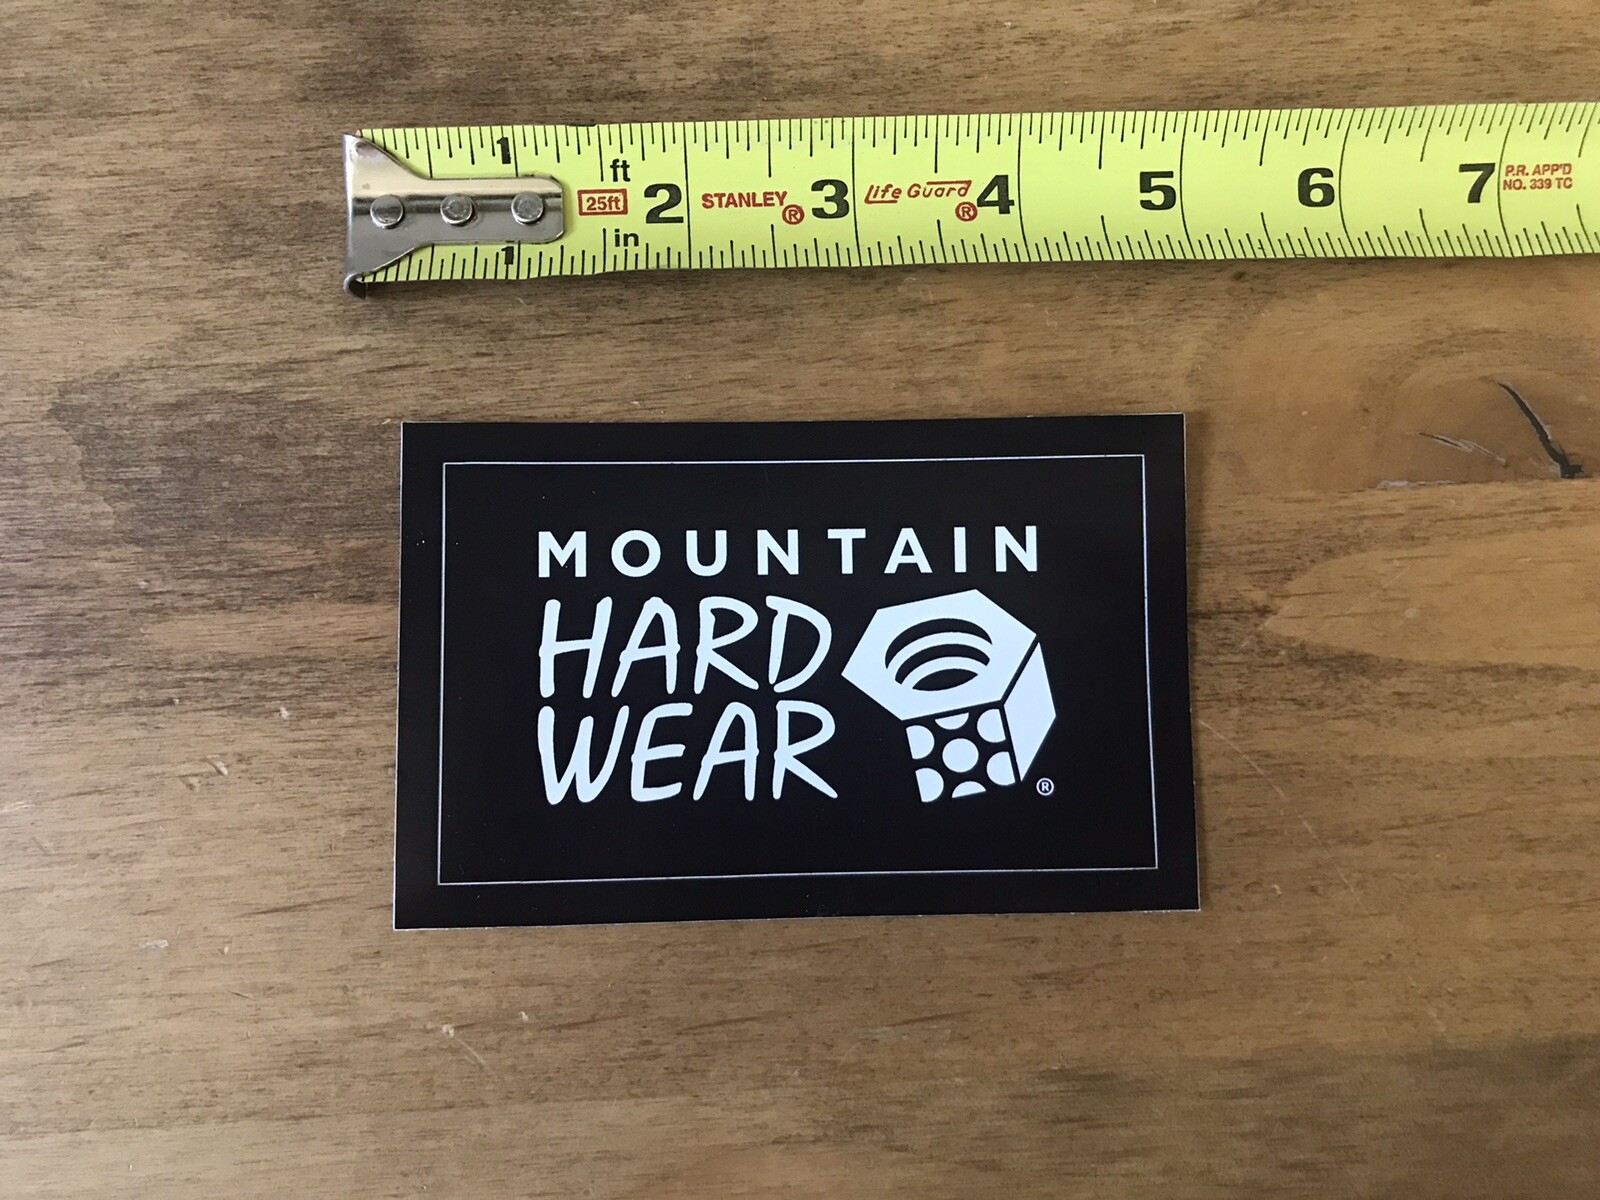 1 ft 25ft 2 STANLEY® 3 Life Guard® 4 5 6 7 P.R. APP'D
NO. 339 TC
1 in
MOUNTAIN
HARD
WEAR
®